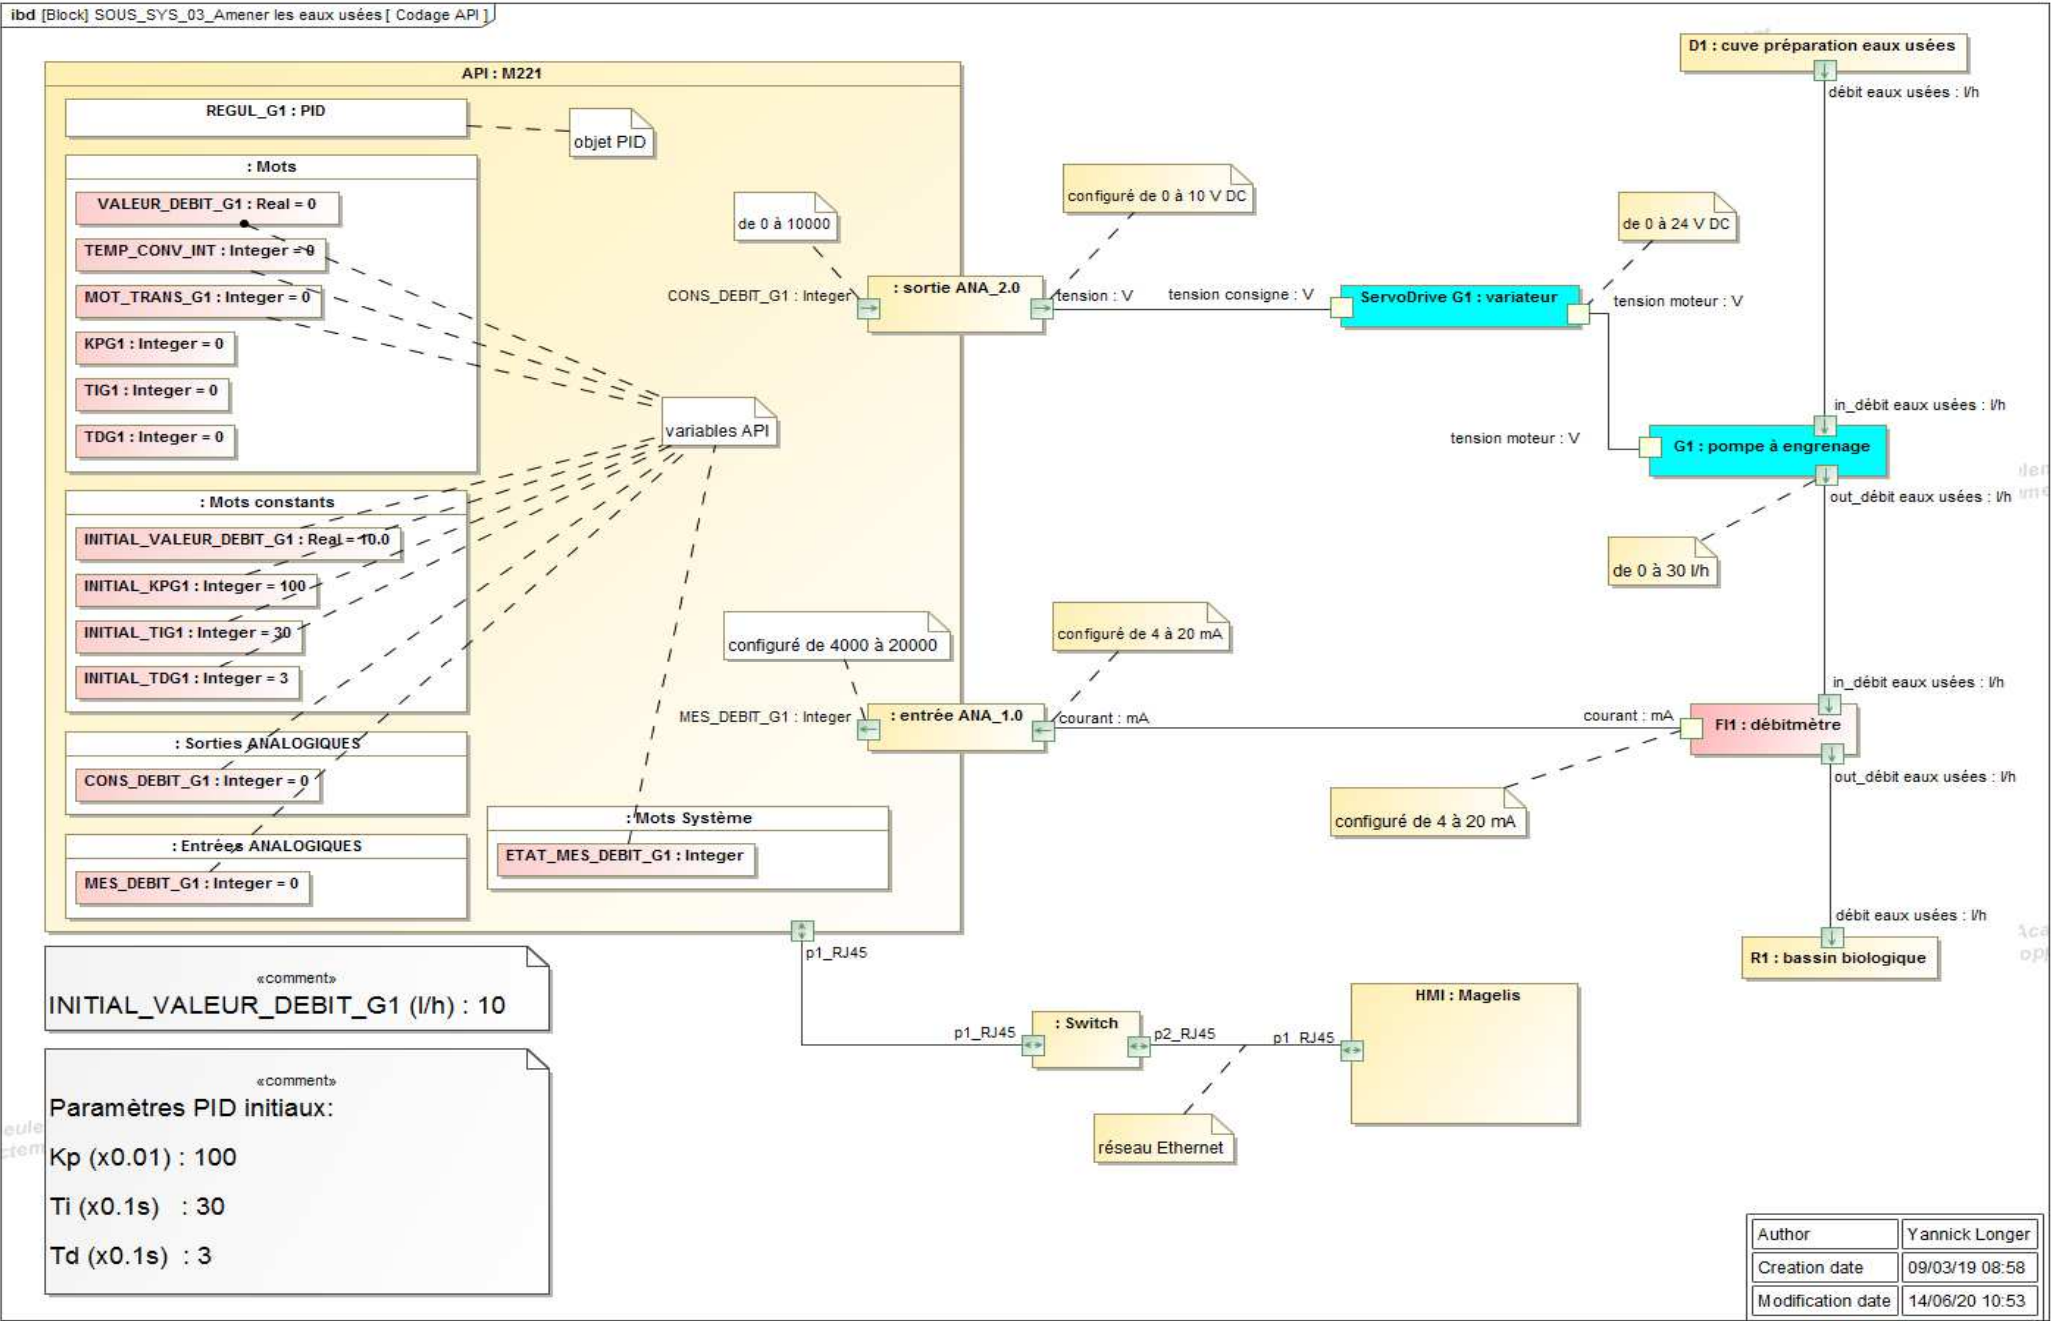 ibd [Block] SOUS_SYS_03_Amener les eaux usées [ Codage API ]
API : M221
REGUL_G1 : PID
objet PID
: Mots
VALEUR_DEBIT_G1 : Real = 0
TEMP_CONV_INT : Integer = 0
MOT_TRANS_G1 : Integer = 0
KPG1 : Integer = 0
TIG1 : Integer = 0
TDG1 : Integer = 0
variables API
: Mots constants
INITIAL_VALEUR_DEBIT_G1 : Real = 10.0
INITIAL_KPG1 : Integer = 100
INITIAL_TIG1 : Integer = 30
INITIAL_TDG1 : Integer = 3
: Sorties ANALOGIQUES
CONS_DEBIT_G1 : Integer = 0
: Entrées ANALOGIQUES
MES_DEBIT_G1 : Integer = 0
: Mots Système
ETAT_MES_DEBIT_G1 : Integer
de 0 à 10000
CONS_DEBIT_G1 : Integer
: sortie ANA_2.0
configuré de 0 à 10 V DC
tension : V
tension consigne : V
ServoDrive G1 : variateur
de 0 à 24 V DC
tension moteur : V
D1 : cuve préparation eaux usées
débit eaux usées : l/h
in_débit eaux usées : l/h
tension moteur : V
G1 : pompe à engrenage
out_débit eaux usées : l/h
de 0 à 30 l/h
configuré de 4000 à 20000
MES_DEBIT_G1 : Integer
: entrée ANA_1.0
configuré de 4 à 20 mA
courant : mA
courant : mA
in_débit eaux usées : l/h
FI1 : débitmètre
out_débit eaux usées : l/h
configuré de 4 à 20 mA
débit eaux usées : l/h
R1 : bassin biologique
p1_RJ45
p1_RJ45
: Switch
p2_RJ45
p1_RJ45
HMI : Magelis
réseau Ethernet
«comment»
INITIAL_VALEUR_DEBIT_G1 (l/h) : 10
«comment»
Paramètres PID initiaux:
Kp (x0.01) : 100
Ti (x0.1s) : 30
Td (x0.1s) : 3
Author Yannick Longer
Creation date 09/03/19 08:58
Modification date 14/06/20 10:53